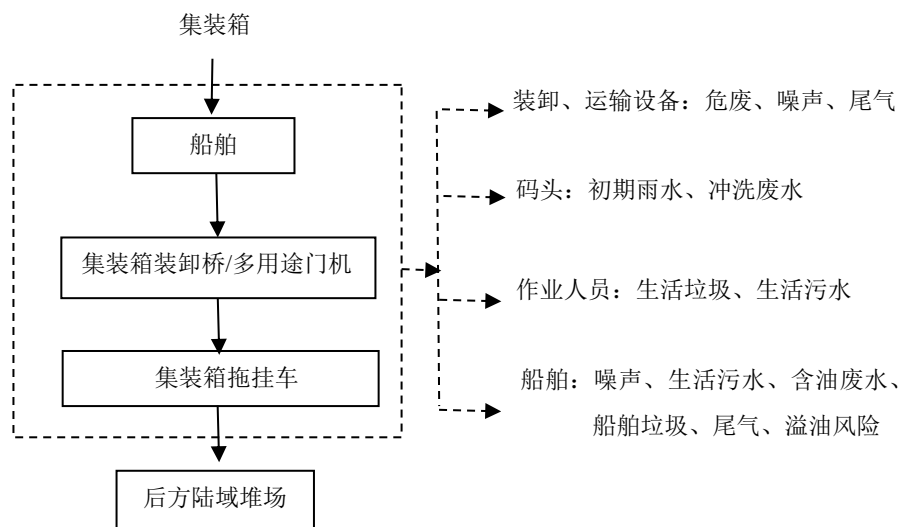 集装箱
船舶
集装箱装卸桥/多用途门机
集装箱拖挂车
后方陆域堆场
装卸、运输设备：危废、噪声、尾气
码头：初期雨水、冲洗废水
作业人员：生活垃圾、生活污水
船舶：噪声、生活污水、含油废水、
船舶垃圾、尾气、溢油风险